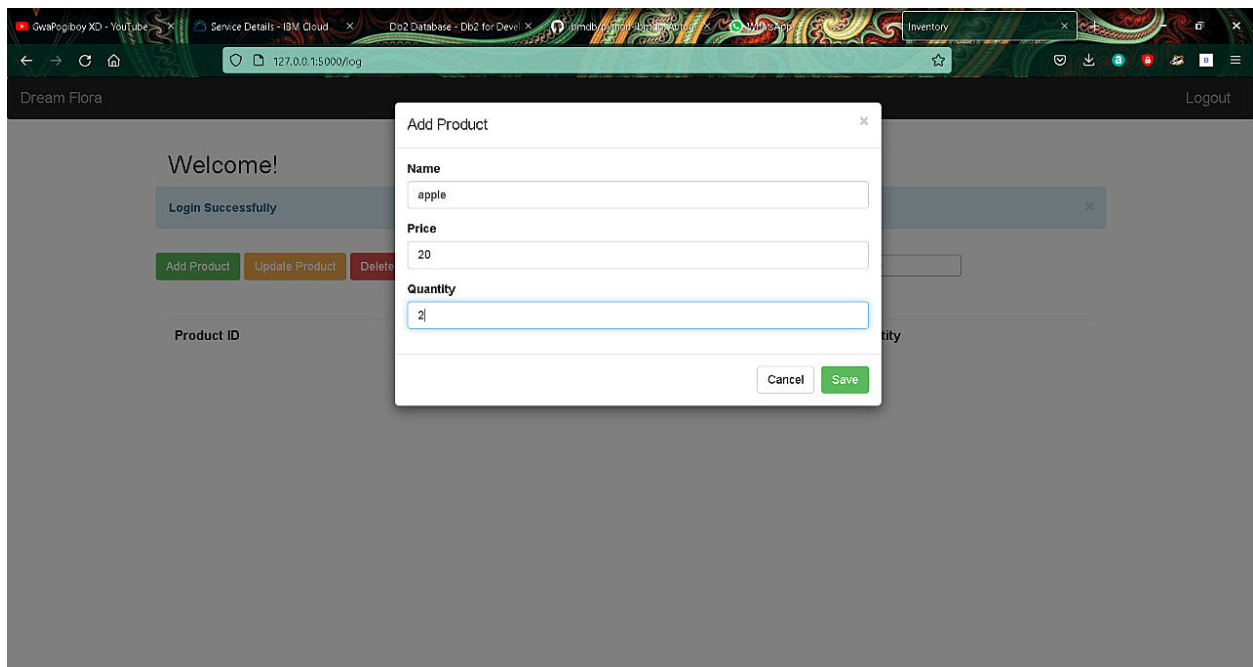 GwaPogiboy XD - YouTube
Service Details - IBM Cloud
Db2 Database - Db2 for Devel
WhatsApp
Inventory
127.0.0.1:5000/log
Dream Flora
Logout
Add Product
Welcome!
Name
apple
Login Successfully
Price
20
Add Product
Update Product
Delete
Quantity
2
Product ID
tity
Cancel
Save